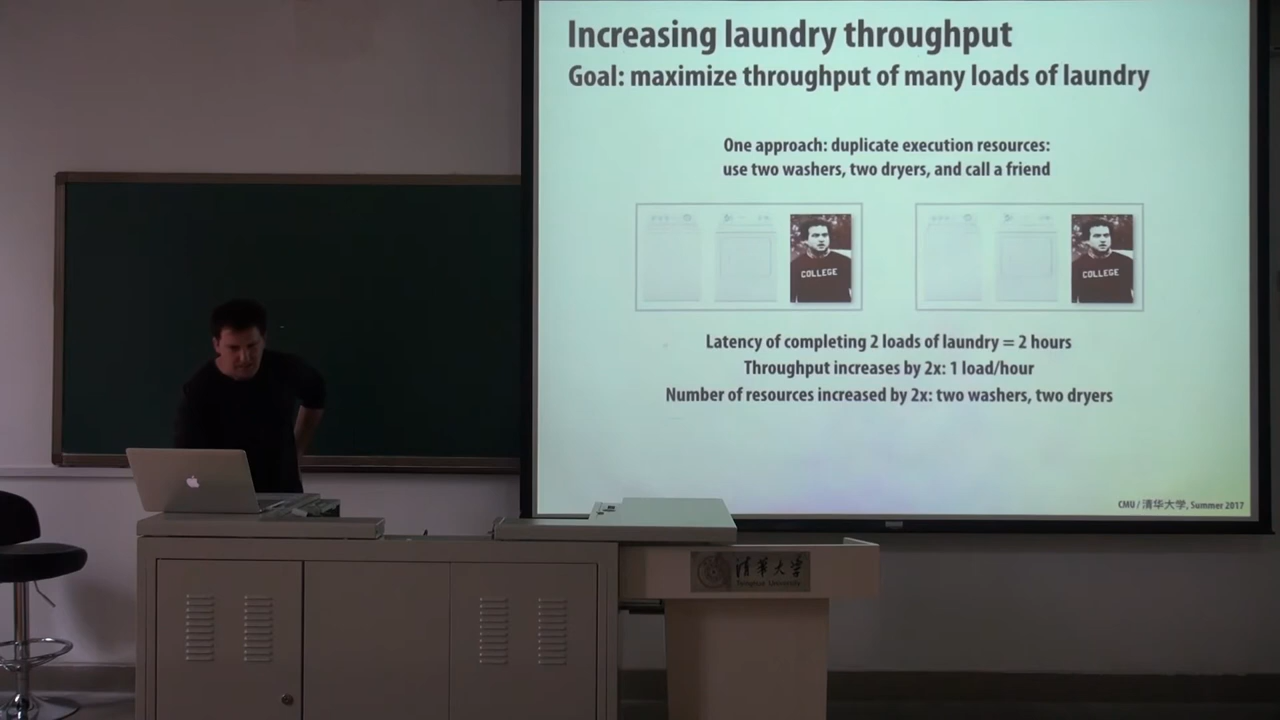 Increasing laundry throughput
Goal: maximize throughput of many loads of laundry
One approach: duplicate execution resources:
use two washers, two dryers, and call a friend
COLLEGE
COLLEGE
Latency of completing 2 loads of laundry = 2 hours
Throughput increases by 2x: 1 load/hour
Number of resources increased by 2x: two washers, two dryers
CMU / 清华大学, Summer 2017
清華大学
Tsinghua University